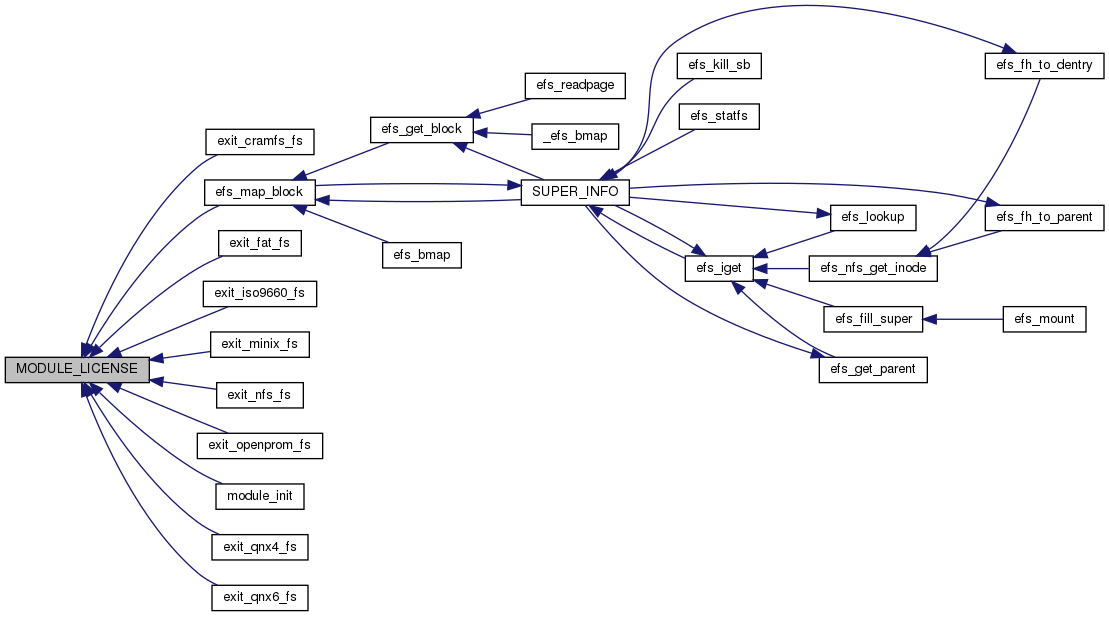 MODULE_LICENSE
exit_cramfs_fs
efs_map_block
exit_fat_fs
exit_iso9660_fs
exit_minix_fs
exit_nfs_fs
exit_openprom_fs
module_init
exit_qnx4_fs
exit_qnx6_fs
efs_get_block
efs_bmap
efs_readpage
_efs_bmap
SUPER_INFO
efs_kill_sb
efs_statfs
efs_iget
efs_lookup
efs_nfs_get_inode
efs_fill_super
efs_get_parent
efs_fh_to_dentry
efs_fh_to_parent
efs_mount